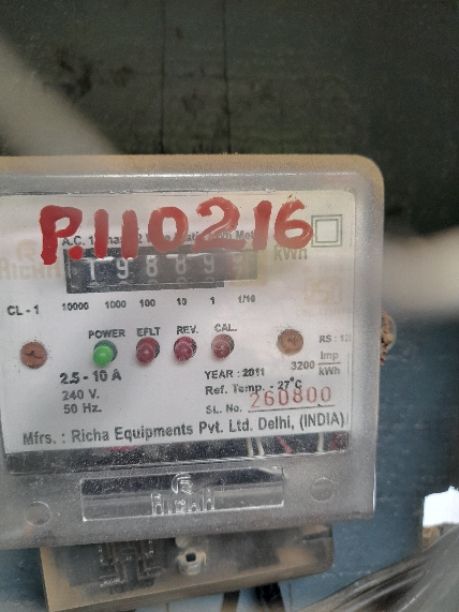 P.110216
kWh
RICHA
CL - 1 10000 1000 100 10 1 1/10
POWER EFLT REV. CAL.
2.5 - 10 A
240 V.
50 Hz.
YEAR : 2011
3200 Imp/kWh
Ref. Temp. - 27°C
SL. No. 260800
Mfrs. : Richa Equipments Pvt. Ltd. Delhi, (INDIA)